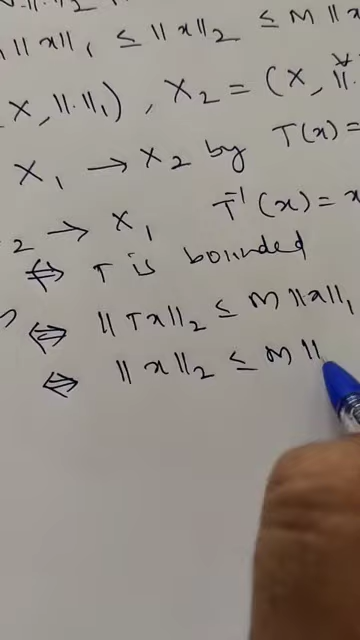 ‖x‖₁ ≤ ‖x‖₂ ≤ M ‖x
X, ‖.‖₁), X₂ = (X, ‖.
X₁ → X₂ by T(x) =
₂ → X₁ T⁻¹(x) = x
⇔ T is bounded
⇔ ‖Tx‖₂ ≤ M‖x‖₁
⇔ ‖x‖₂ ≤ M ‖